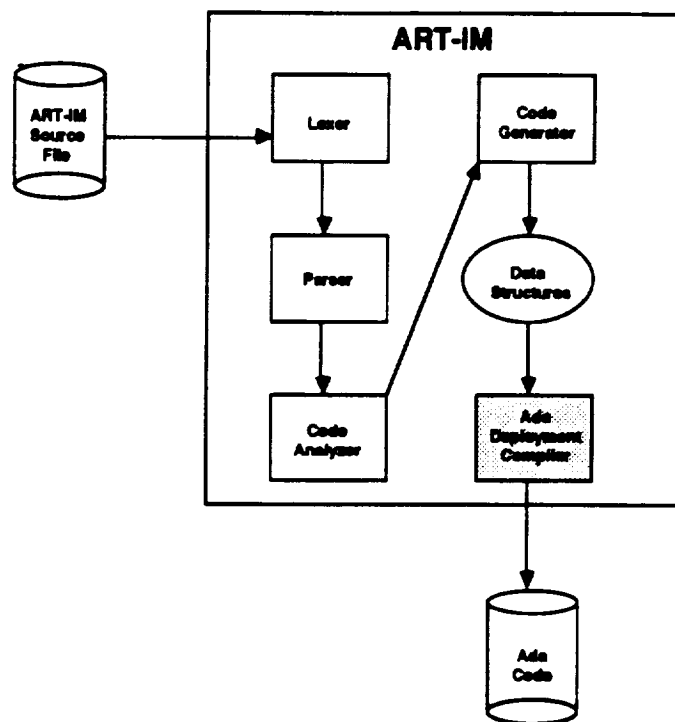 ART-IM
ART-IM
Source
File
Lexer
Code
Generator
Parser
Data
Structures
Code
Analyzer
Ada
Deployment
Compiler
Ada
Code